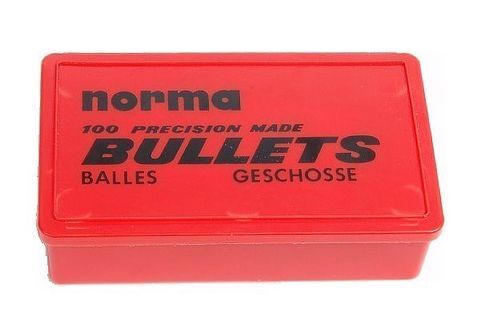 norma
100 PRECISION MADE
BULLETS
BALLES GESCHOSSE